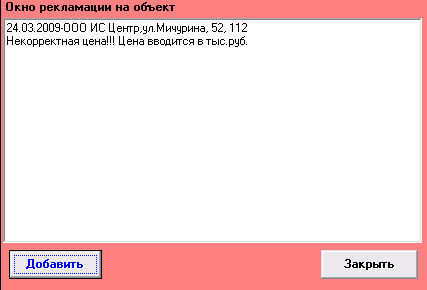 Окно рекламации на объект
24.03.2009-ООО ИС Центр,ул.Мичурина, 52, 112
Некорректная цена!!! Цена вводится в тыс.руб.
Добавить
Закрыть